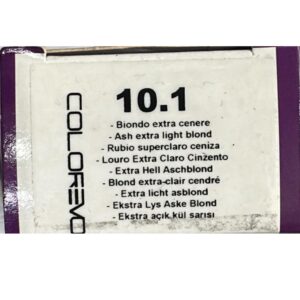 COLOREVO
10.1
- Biondo extra cenere
- Ash extra light blond
- Rubio superclaro ceniza
- Louro Extra Claro Cinzento
- Extra Hell Aschblond
- Blond extra-clair cendré
- Extra licht asblond
- Ekstra Lys Aske Blond
- Ekstra açık kül sarısı